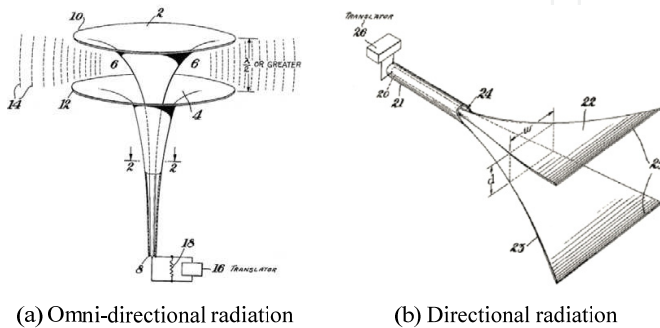 10
2
6
6
λ/2 OR GREATER
14
12
4
2
2
8
18
16 TRANSLATOR
(a) Omni-directional radiation
TRANSLATOR
26
20
21
24
22
w
d
25
23
(b) Directional radiation